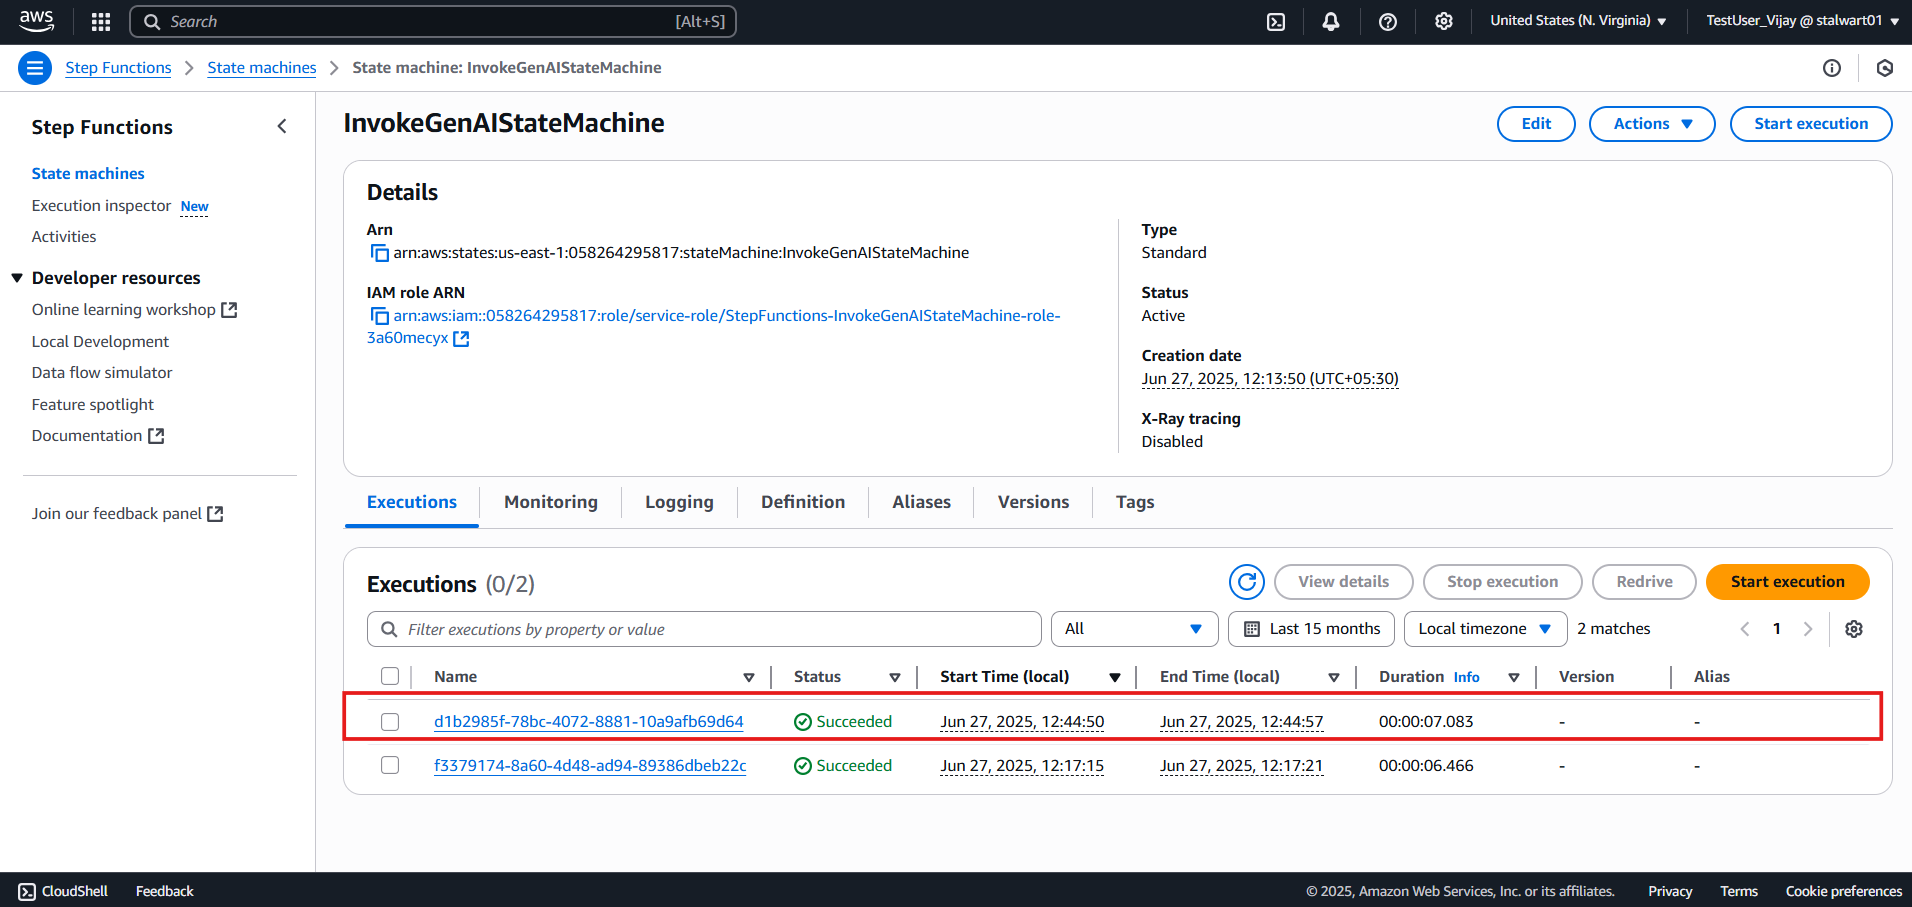 aws Search [Alt+S] United States (N. Virginia) TestUser_Vijay @ stalwart01
Step Functions State machines State machine: InvokeGenAIStateMachine
Step Functions
State machines
Execution inspector New
Activities
Developer resources
Online learning workshop
Local Development
Data flow simulator
Feature spotlight
Documentation
Join our feedback panel
InvokeGenAIStateMachine Edit Actions Start execution
Details
Arn
arn:aws:states:us-east-1:058264295817:stateMachine:InvokeGenAIStateMachine
IAM role ARN
arn:aws:iam::058264295817:role/service-role/StepFunctions-InvokeGenAIStateMachine-role-
3a60mecyx
Type
Standard
Status
Active
Creation date
Jun 27, 2025, 12:13:50 (UTC+05:30)
X-Ray tracing
Disabled
Executions Monitoring Logging Definition Aliases Versions Tags
Executions (0/2) View details Stop execution Redrive Start execution
Filter executions by property or value All Last 15 months Local timezone 2 matches 1
Name Status Start Time (local) End Time (local) Duration Info Version Alias
d1b2985f-78bc-4072-8881-10a9afb69d64 Succeeded Jun 27, 2025, 12:44:50 Jun 27, 2025, 12:44:57 00:00:07.083 - -
f3379174-8a60-4d48-ad94-89386dbeb22c Succeeded Jun 27, 2025, 12:17:15 Jun 27, 2025, 12:17:21 00:00:06.466 - -
CloudShell Feedback © 2025, Amazon Web Services, Inc. or its affiliates. Privacy Terms Cookie preferences